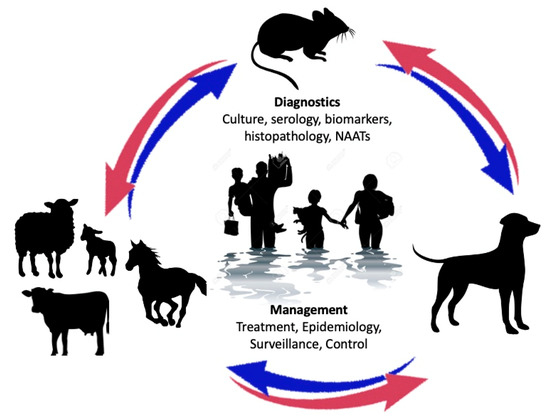 Diagnostics
Culture, serology, biomarkers,
histopathology, NAATs
Management
Treatment, Epidemiology,
Surveillance, Control